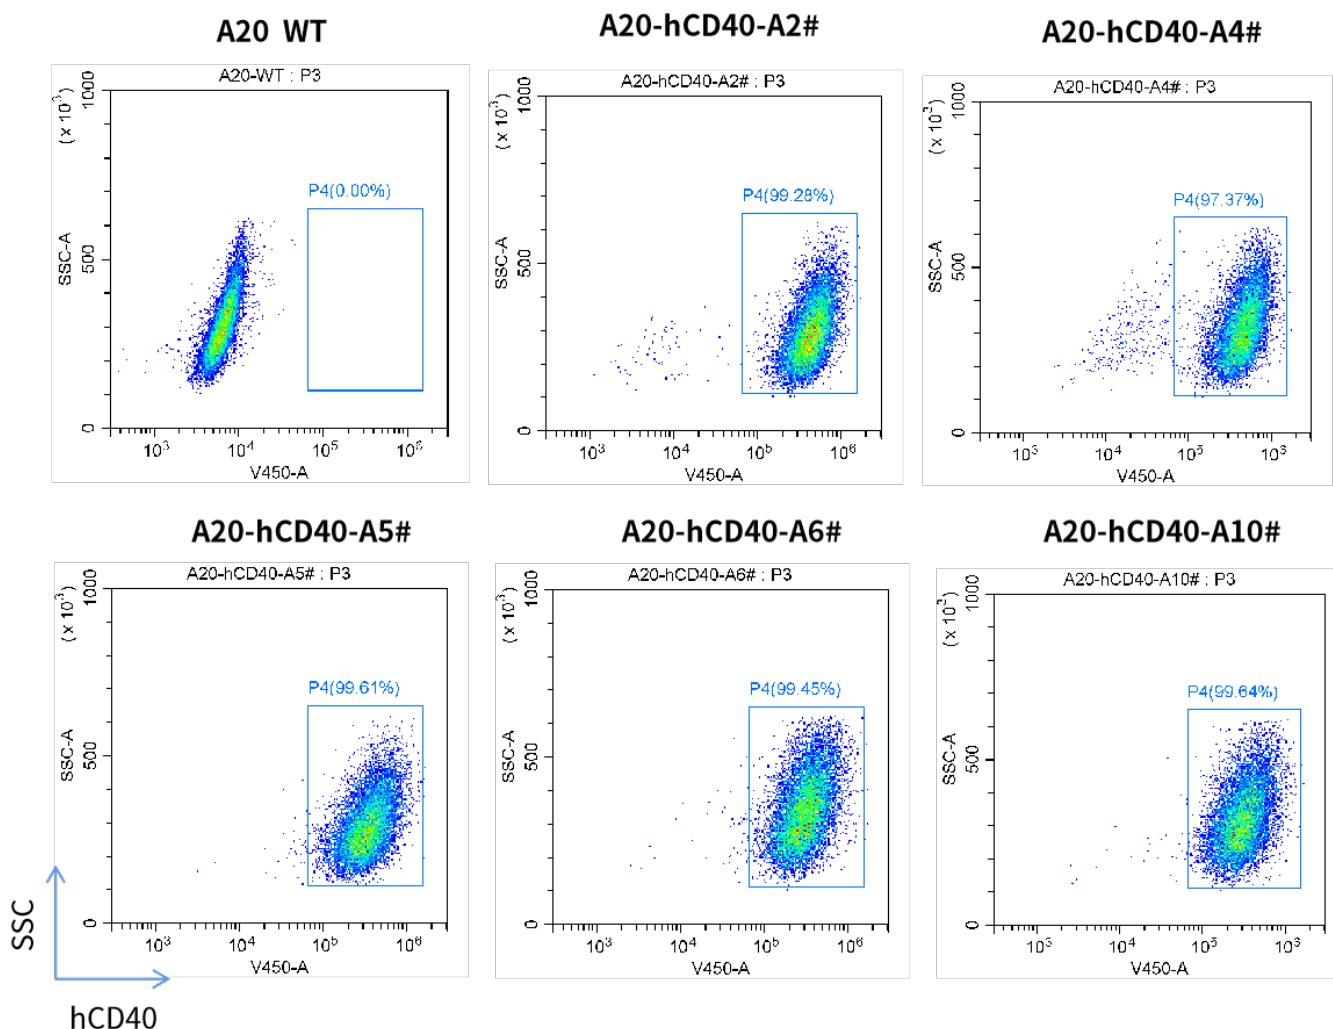 A20 WT
A20-WT : P3
(x 10³)
1000
500
0
SSC-A
P4(0.00%)
10³ 10⁴ 10⁵ 10⁶
V450-A
A20-hCD40-A2#
A20-hCD40-A2# : P3
(x 10³)
1000
500
0
SSC-A
P4(99.28%)
10³ 10⁴ 10⁵ 10⁶
V450-A
A20-hCD40-A4#
A20-hCD40-A4# : P3
(x 10³)
1000
500
0
SSC-A
P4(97.37%)
10³ 10⁴ 10⁵ 10³
V450-A
A20-hCD40-A5#
A20-hCD40-A5# : P3
(x 10³)
1000
500
0
SSC-A
P4(99.61%)
10³ 10⁴ 10⁵ 10⁶
V450-A
A20-hCD40-A6#
A20-hCD40-A6# : P3
(x 10³)
1000
500
0
SSC-A
P4(99.45%)
10³ 10⁴ 10⁵ 10⁶
V450-A
A20-hCD40-A10#
A20-hCD40-A10# : P3
(x 10³)
1000
500
0
SSC-A
P4(99.64%)
10³ 10⁴ 10⁵ 10³
V450-A
SSC
hCD40